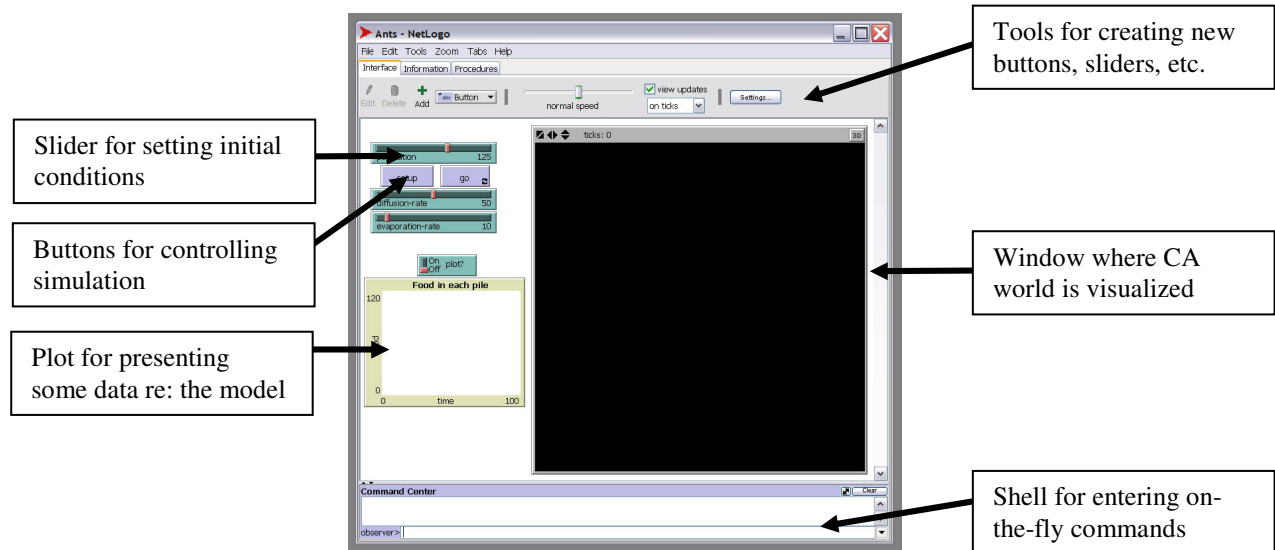 Ants - NetLogo
File Edit Tools Zoom Tabs Help
Interface Information Procedures
Edit Delete Add abc Button
normal speed
view updates
on ticks
Settings...
Tools for creating new
buttons, sliders, etc.
Slider for setting initial
conditions
125
setup go
diffusion-rate 50
evaporation-rate 10
ticks: 0
3D
Buttons for controlling
simulation
On
Off plot?
Food in each pile
120
0
0 time 100
Window where CA
world is visualized
Plot for presenting
some data re: the model
Command Center Clear
observer>
Shell for entering on-
the-fly commands